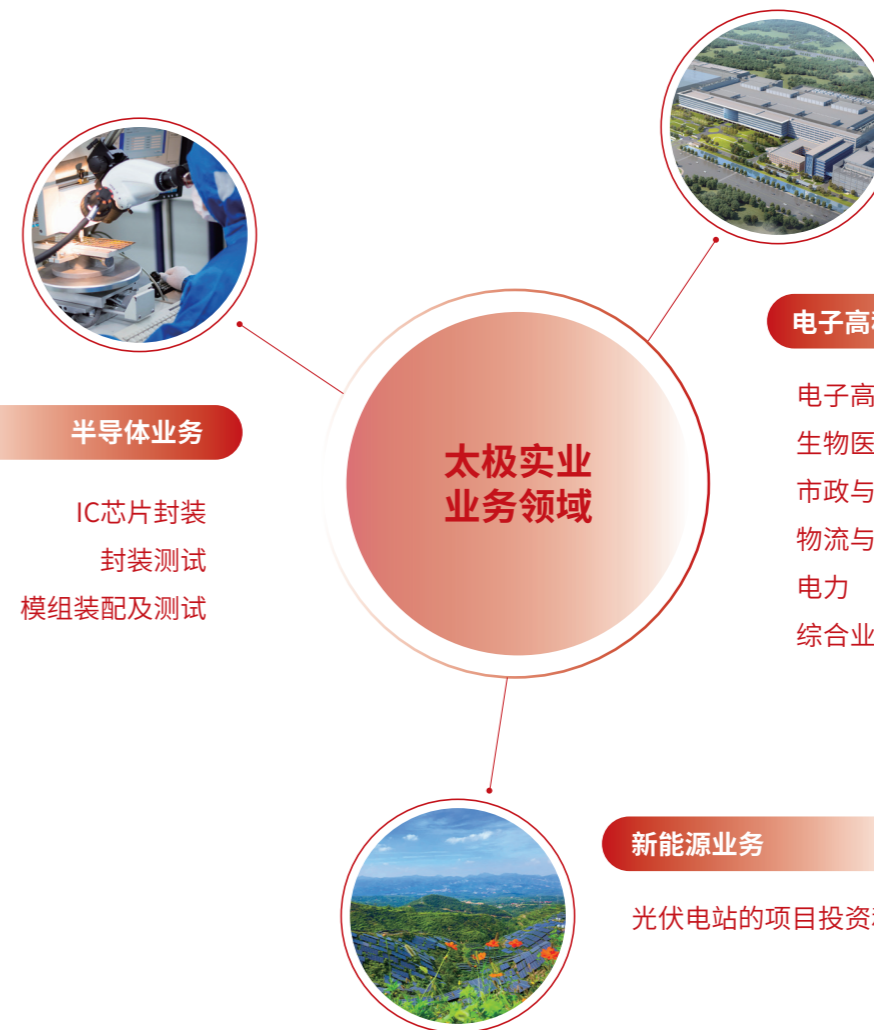 太极实业
业务领域
半导体业务
IC芯片封装
封装测试
模组装配及测试
电子高
电子高
生物医
市政与
物流与
电力
综合业
新能源业务
光伏电站的项目投资